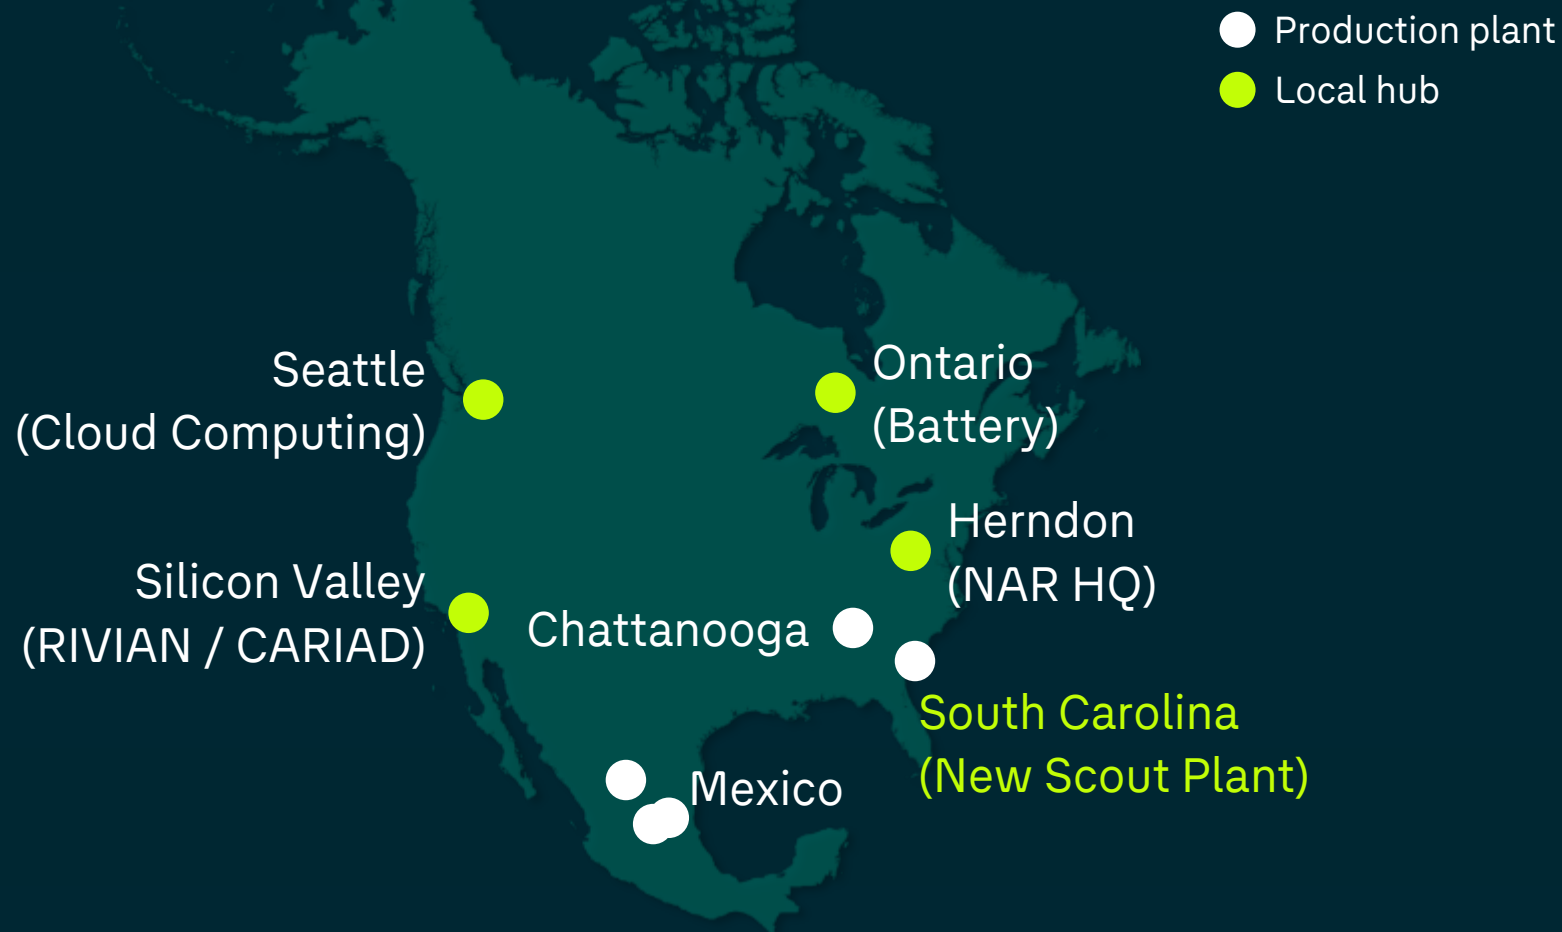 Production plant
Local hub
Seattle
(Cloud Computing)
Ontario
(Battery)
Herndon
(NAR HQ)
Silicon Valley
(RIVIAN / CARIAD)
Chattanooga
South Carolina
(New Scout Plant)
Mexico